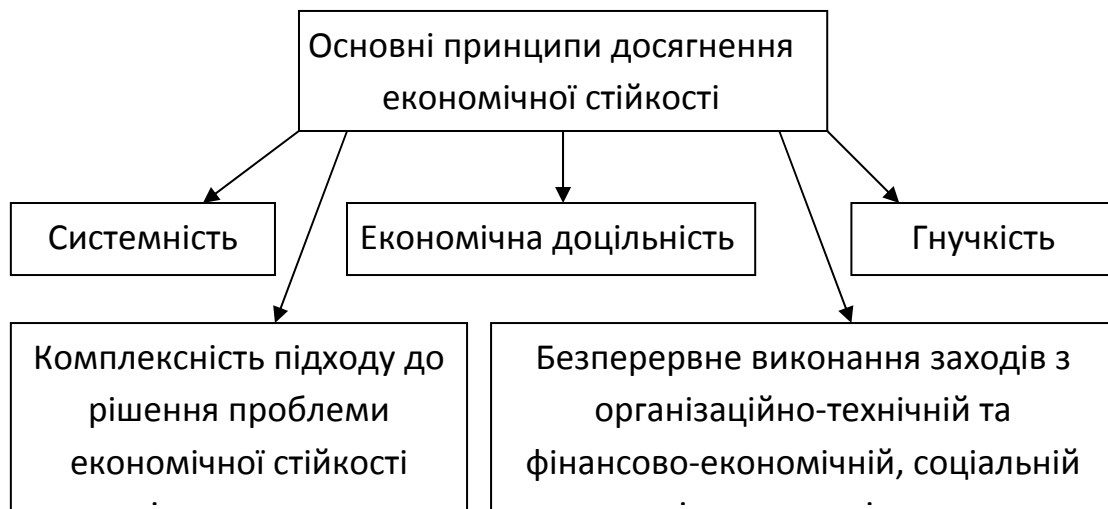 Основні принципи досягнення
економічної стійкості
Системність
Економічна доцільність
Гнучкість
Комплексність підходу до
рішення проблеми
економічної стійкості
Безперервне виконання заходів з
організаційно-технічній та
фінансово-економічній, соціальній